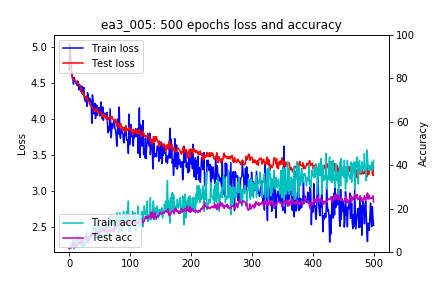 ea3_005: 500 epochs loss and accuracy
5.0
4.5
4.0
3.5
3.0
2.5
Loss
Train loss
Test loss
Train acc
Test acc
0
100
200
300
400
500
100
80
60
40
20
0
Accuracy